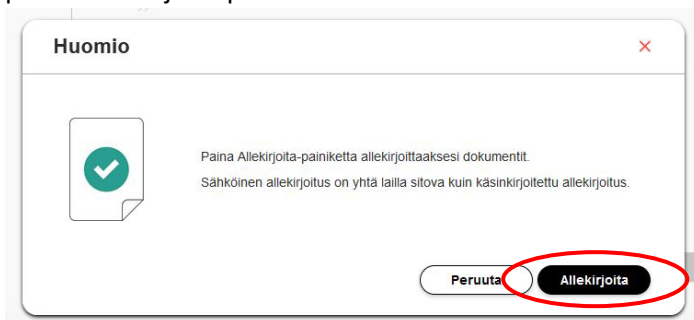 Huomio
Paina Allekirjoita-painiketta allekirjoittaaksesi dokumentit.
Sähköinen allekirjoitus on yhtä lailla sitova kuin käsinkirjoitettu allekirjoitus.
Peruuta
Allekirjoita